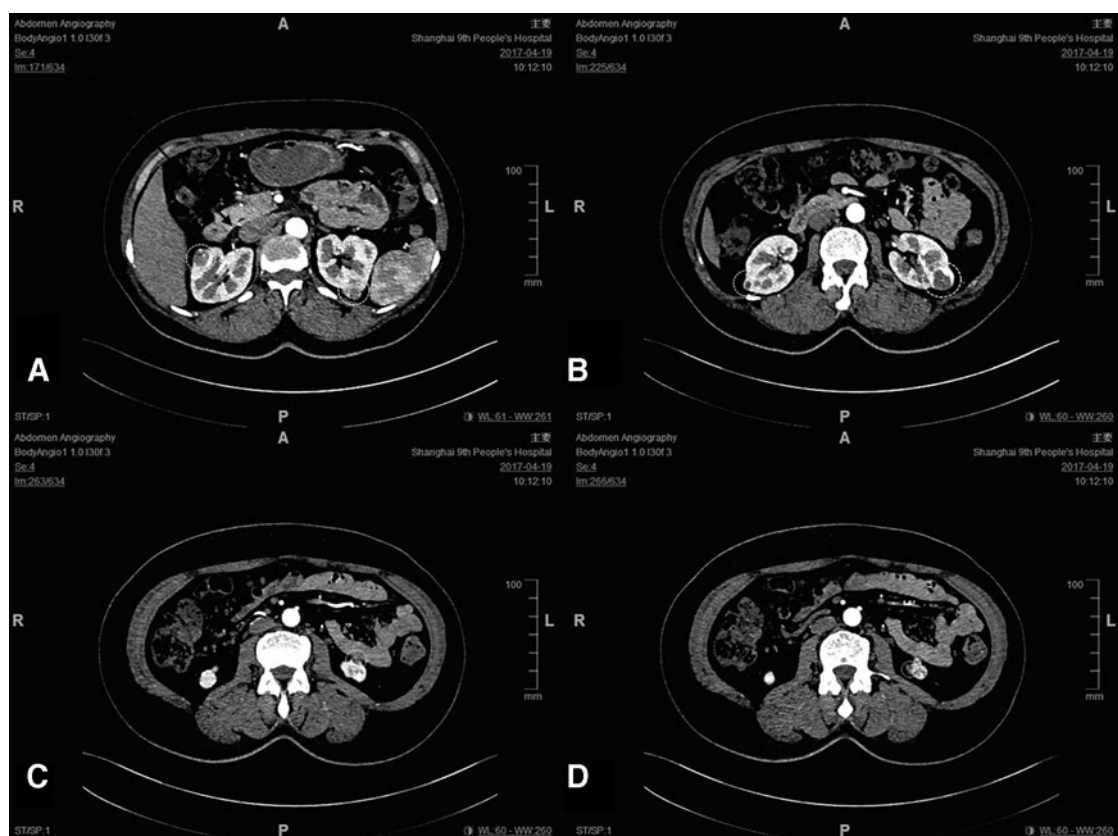 Abdomen Angiography
BodyAngio1 1.0 I30f 3
Se:4
Im:171/634
A
主要
Shanghai 9th People's Hospital
2017-04-19
10:12:10
R
100
L
mm
A
ST/SP:1
P
WL:61 - WW:261
Abdomen Angiography
BodyAngio1 1.0 I30f 3
Se:4
Im:225/634
A
主要
Shanghai 9th People's Hospital
2017-04-19
10:12:10
R
100
L
mm
B
ST/SP:1
P
WL:60 - WW:260
Abdomen Angiography
BodyAngio1 1.0 I30f 3
Se:4
Im:263/634
A
主要
Shanghai 9th People's Hospital
2017-04-19
10:12:10
R
100
L
mm
C
ST/SP:1
P
WL:60 - WW:260
Abdomen Angiography
BodyAngio1 1.0 I30f 3
Se:4
Im:266/634
A
主要
Shanghai 9th People's Hospital
2017-04-19
10:12:10
R
100
L
mm
D
ST/SP:1
P
WL:60 - WW:260